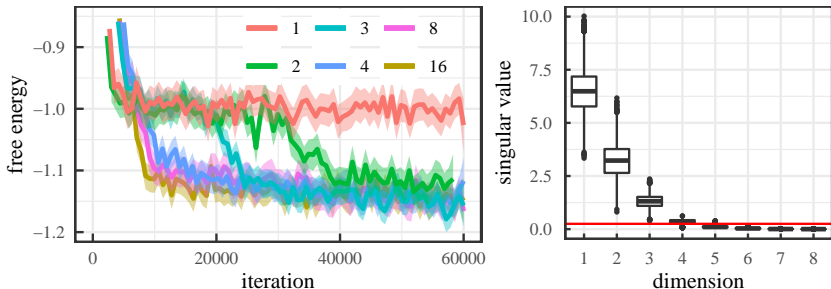 1 3 8
2 4 16
free energy
−0.9
−1.0
−1.1
−1.2
0 20000 40000 60000
iteration
singular value
10.0
7.5
5.0
2.5
0.0
1 2 3 4 5 6 7 8
dimension